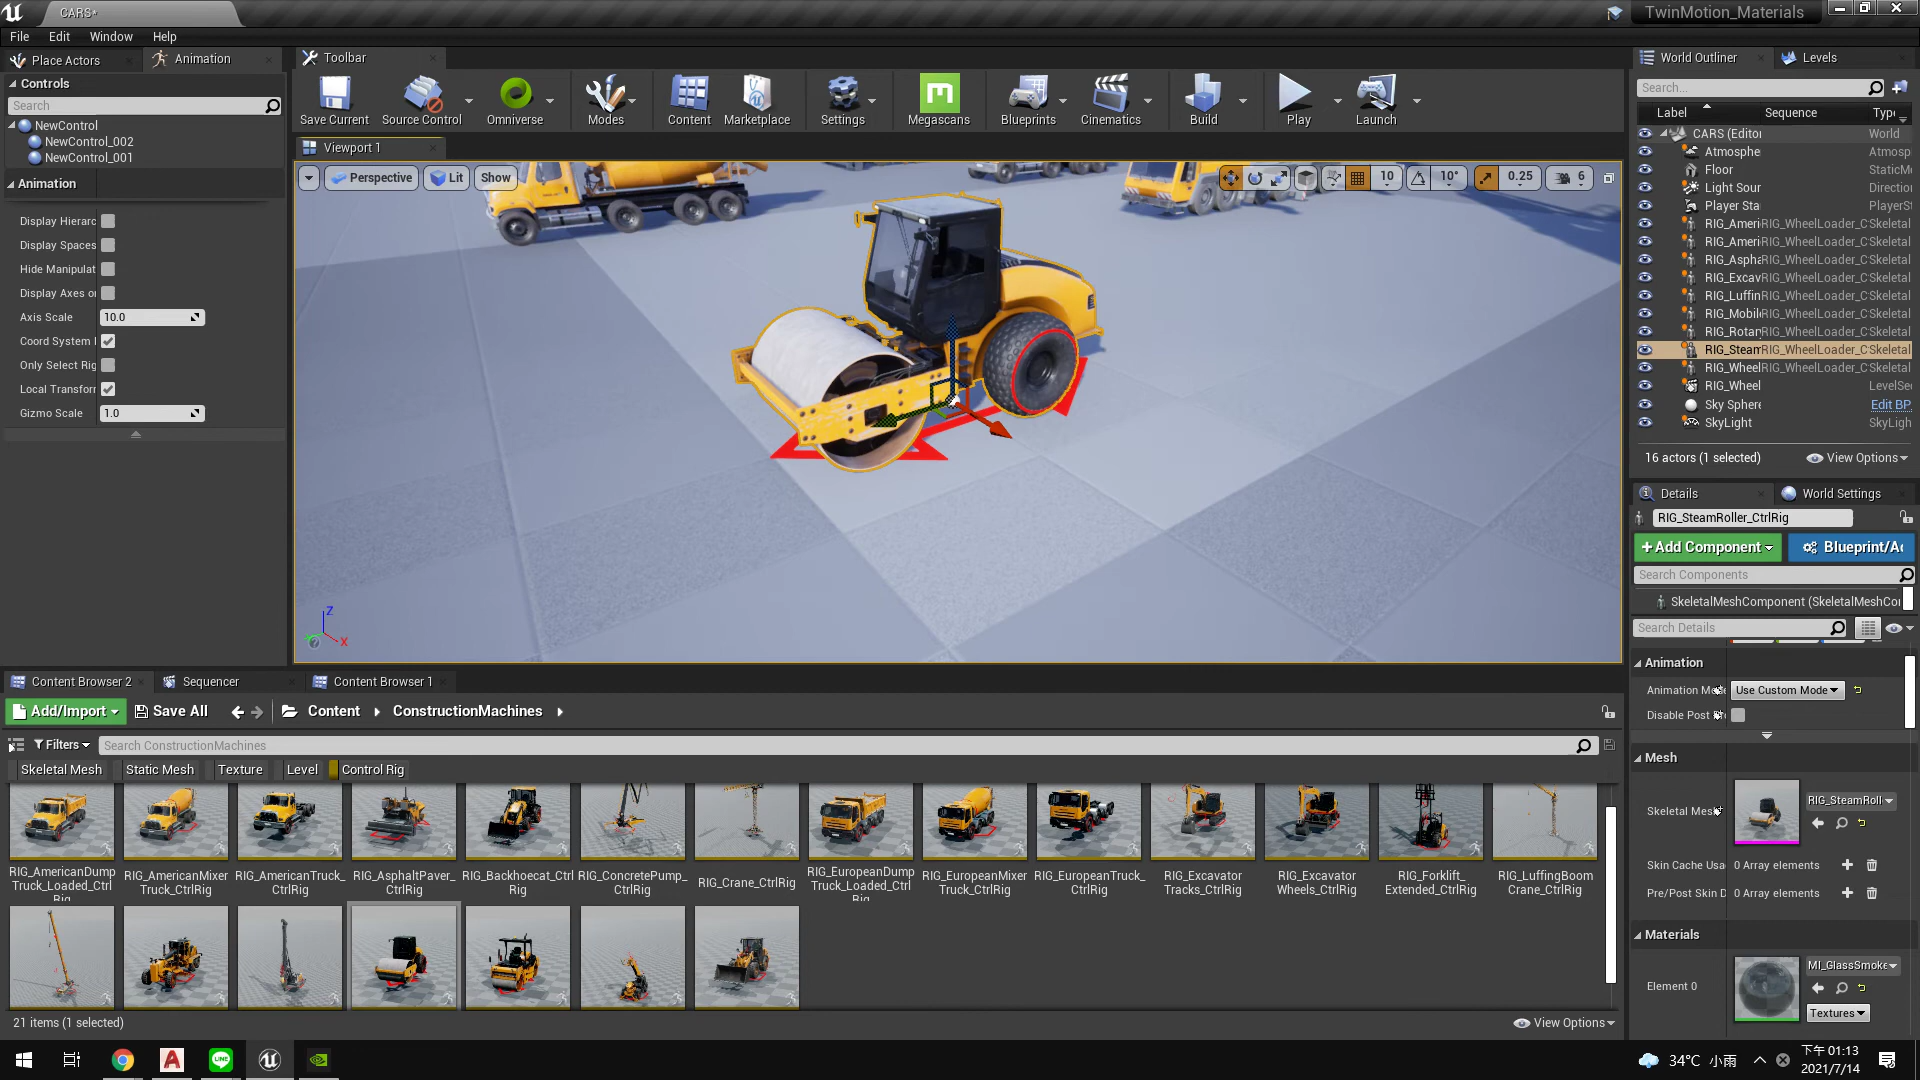 CARS*
TwinMotion_Materials
File Edit Window Help
Place Actors
Animation
Controls
Search
NewControl
NewControl_002
NewControl_001
Animation
Display Hierarc
Display Spaces
Hide Manipulat
Display Axes o
Axis Scale 10.0
Coord System
Only Select Rig
Local Transfor
Gizmo Scale 1.0
Toolbar
Save Current
Source Control
Omniverse
Modes
Content
Marketplace
Settings
Megascans
Blueprints
Cinematics
Build
Play
Launch
Viewport 1
Perspective
Lit
Show
10
10°
0.25
6
Z
X
World Outliner
Levels
Search...
Label Sequence Type
CARS (Editor World
Atmosphe Atmosp
Floor StaticMe
Light Sour Direction
Player Sta PlayerSt
RIG_Ameri RIG_WheelLoader_C Skeletal
RIG_Ameri RIG_WheelLoader_C Skeletal
RIG_Aspha RIG_WheelLoader_C Skeletal
RIG_Excav RIG_WheelLoader_C Skeletal
RIG_Luffin RIG_WheelLoader_C Skeletal
RIG_Mobil RIG_WheelLoader_C Skeletal
RIG_Rotar RIG_WheelLoader_C Skeletal
RIG_Steam RIG_WheelLoader_C Skeletal
RIG_Wheel RIG_WheelLoader_C Skeletal
RIG_Wheel LevelSe
Sky Sphere Edit BP
SkyLight SkyLigh
16 actors (1 selected)
View Options
Details
World Settings
RIG_SteamRoller_CtrlRig
+Add Component
Blueprint/A
Search Components
SkeletalMeshComponent (SkeletalMeshCo
Search Details
Animation
Animation Mo Use Custom Mode
Disable Post Pro
Mesh
Skeletal Mesh RIG_SteamRoll
Skin Cache Usa 0 Array elements
Pre/Post Skin D 0 Array elements
Materials
Element 0 MI_GlassSmoke
Textures
Content Browser 2
Sequencer
Content Browser 1
Add/Import
Save All
Content
ConstructionMachines
Filters
Search ConstructionMachines
Skeletal Mesh
Static Mesh
Texture
Level
Control Rig
RIG_AmericanDump
Truck_Loaded_Ctrl
Rig
RIG_AmericanMixer
Truck_CtrlRig
RIG_AmericanTruck_
CtrlRig
RIG_AsphaltPaver_
CtrlRig
RIG_Backhoecat_Ctrl
Rig
RIG_ConcretePump_
CtrlRig
RIG_Crane_CtrlRig
RIG_EuropeanDump
Truck_Loaded_Ctrl
Rig
RIG_EuropeanMixer
Truck_CtrlRig
RIG_EuropeanTruck_
CtrlRig
RIG_Excavator
Tracks_CtrlRig
RIG_Excavator
Wheels_CtrlRig
RIG_Forklift_
Extended_CtrlRig
RIG_LuffingBoom
Crane_CtrlRig
21 items (1 selected)
View Options
34°C 小雨
下午 01:13
2021/7/14